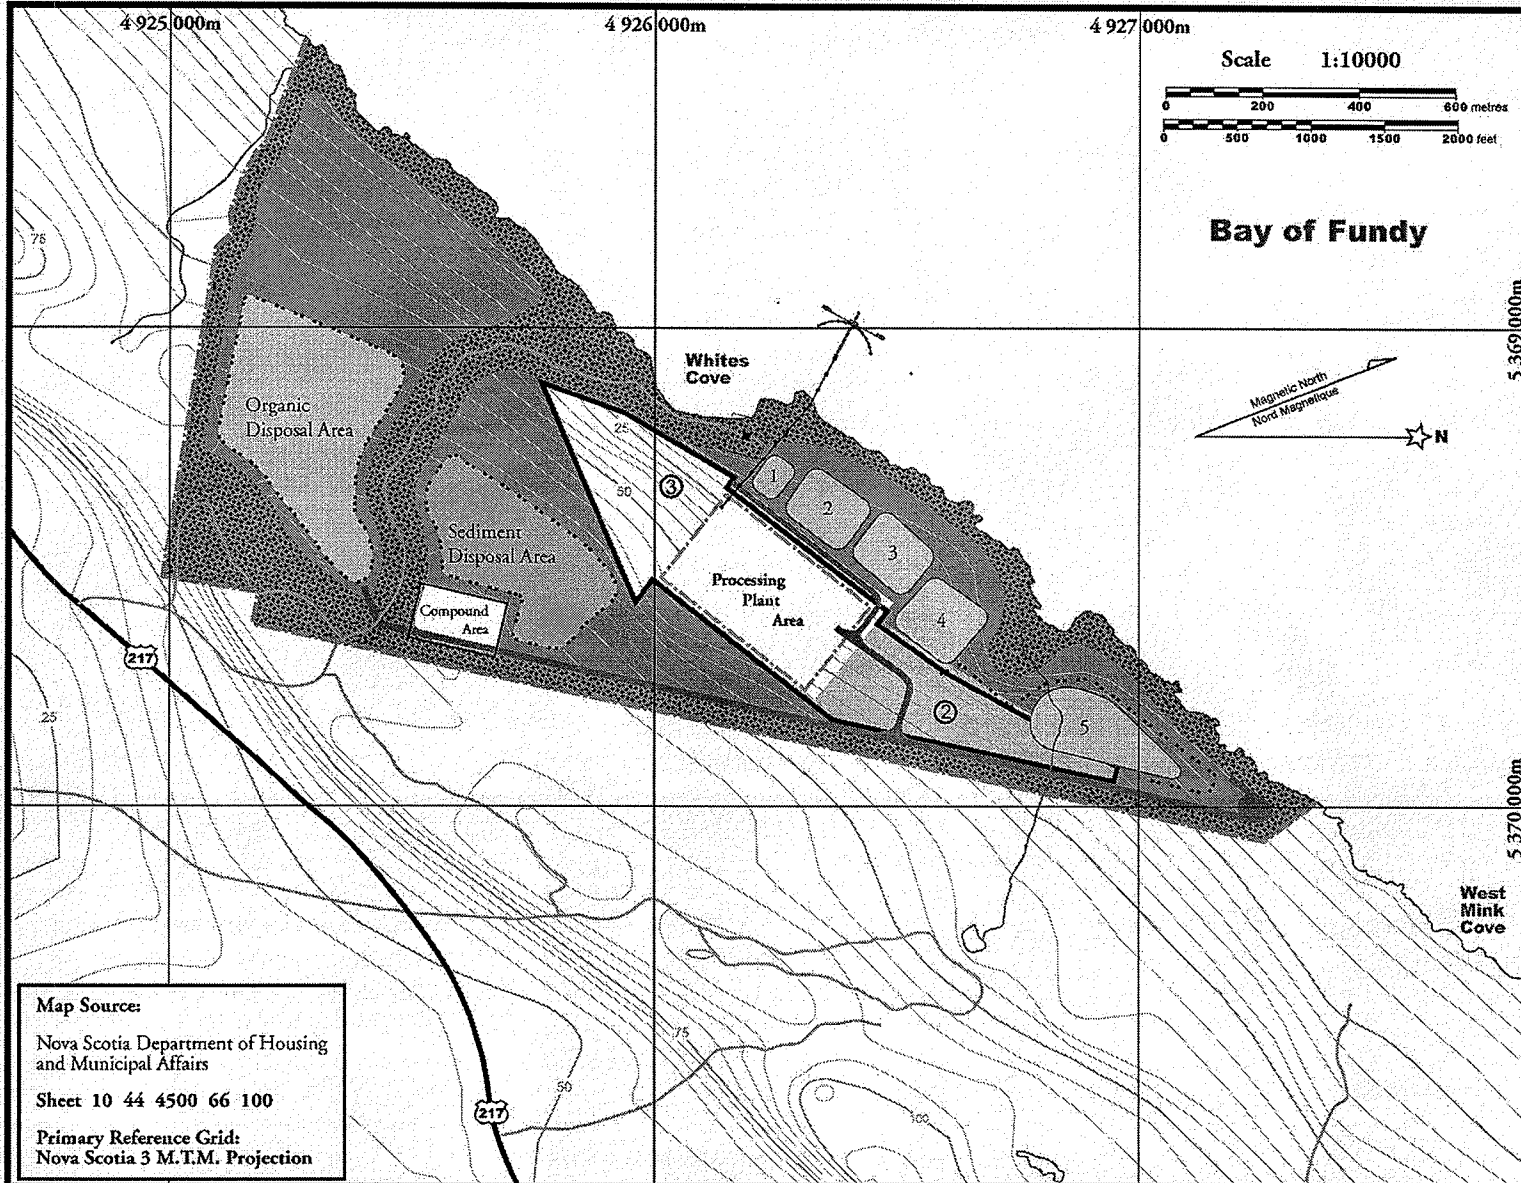 4 925 000m
4 926 000m
4 927 000m
Scale 1:10000
0 200 400 600 metres
0 500 1000 1500 2000 feet
Bay of Fundy
75
5 369 000m
Whites
Cove
Magnetic North
Nord Magnetique
N
Organic
Disposal Area
25
50
3
1
2
3
4
5
Sediment
Disposal Area
Processing
Plant
Area
Compound
Area
217
2
25
5 370 000m
West
Mink
Cove
75
50
100
217
Map Source:
Nova Scotia Department of Housing
and Municipal Affairs
Sheet 10 44 4500 66 100
Primary Reference Grid:
Nova Scotia 3 M.T.M. Projection